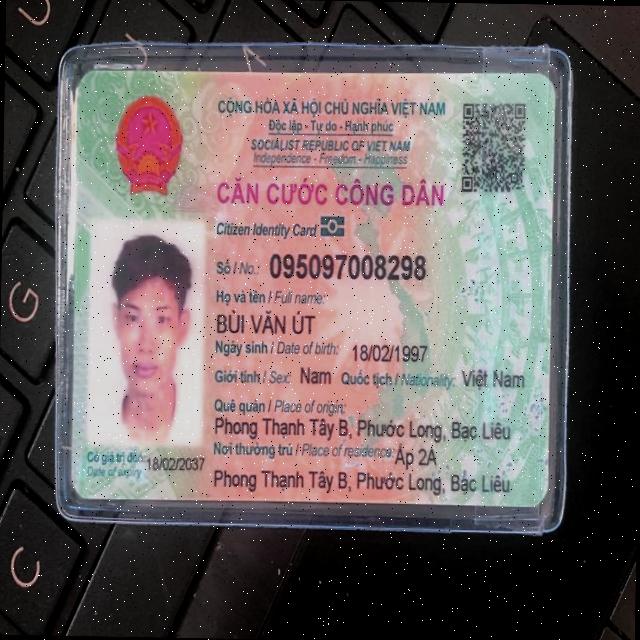 CỘNG HÒA XÃ HỘI CHỦ NGHĨA VIỆT NAM
Độc lập - Tự do - Hạnh phúc
SOCIALIST REPUBLIC OF VIET NAM
Independence - Freedom - Happiness
CĂN CƯỚC CÔNG DÂN
Citizen Identity Card
Số / No.: 095097008298
Họ và tên / Full name:
BÙI VĂN ÚT
Ngày sinh / Date of birth: 18/02/1997
Giới tính / Sex: Nam Quốc tịch / Nationality: Việt Nam
Quê quán / Place of origin:
Phong Thạnh Tây B, Phước Long, Bạc Liêu
Nơi thường trú / Place of residence: Ấp 2A
Phong Thạnh Tây B, Phước Long, Bạc Liêu
Có giá trị đến: 18/02/2037
Date of expiry
G
C